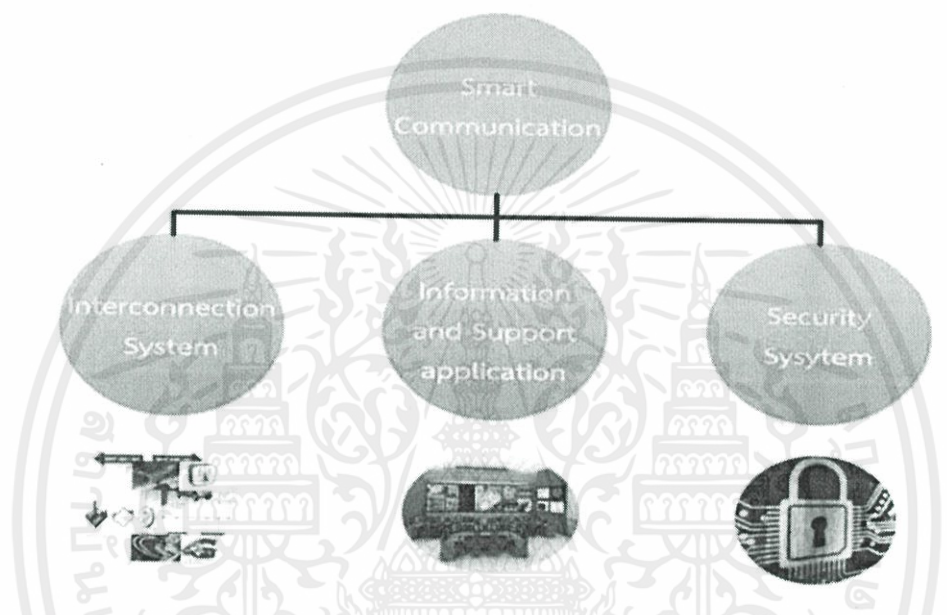 Smart
Communication
Interconnection
System
Information
and Support
application
Security
Sysytem